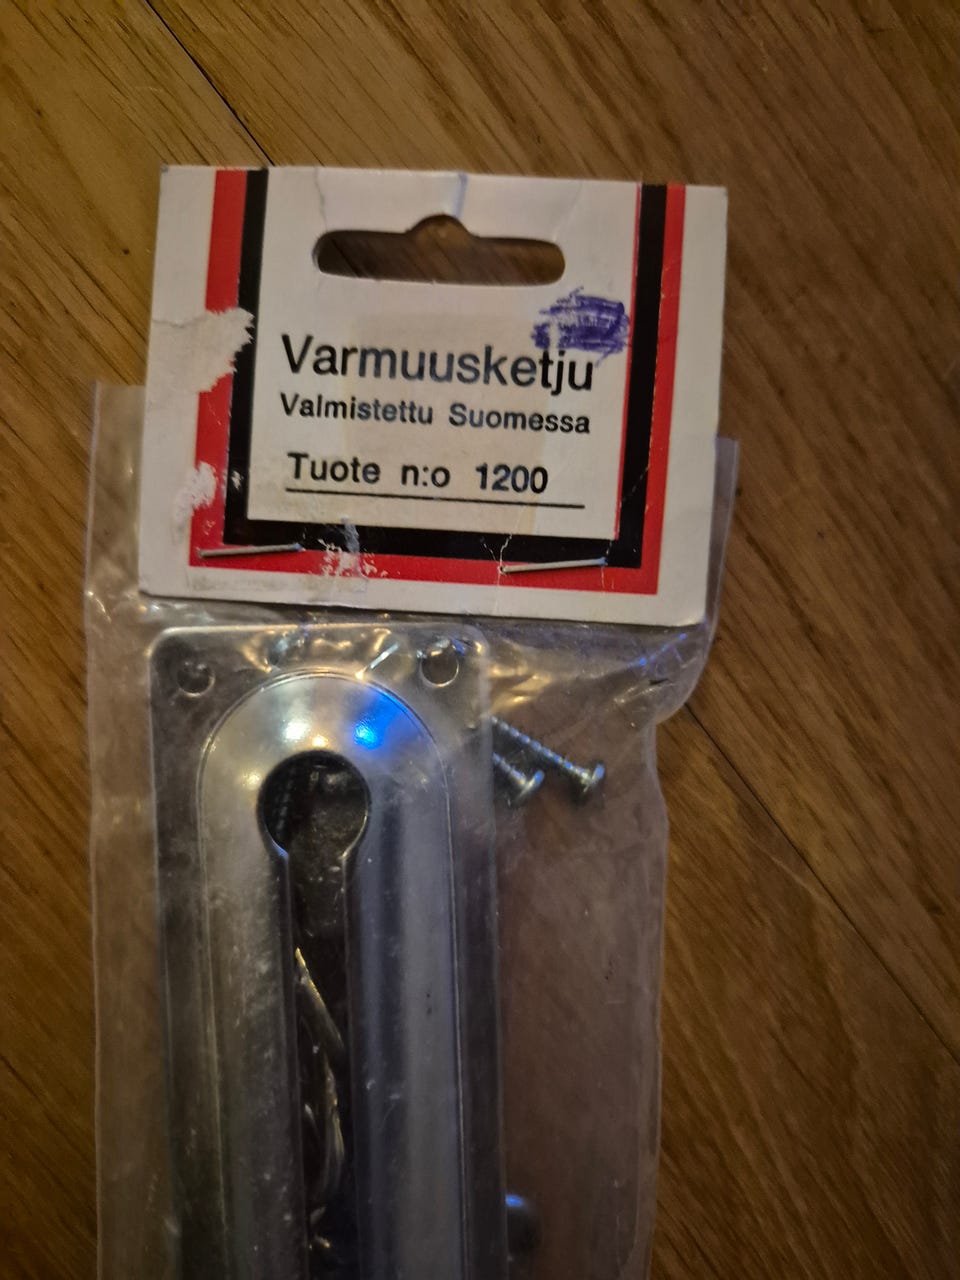 Varmuusketju
Valmistettu Suomessa
Tuote n:o 1200